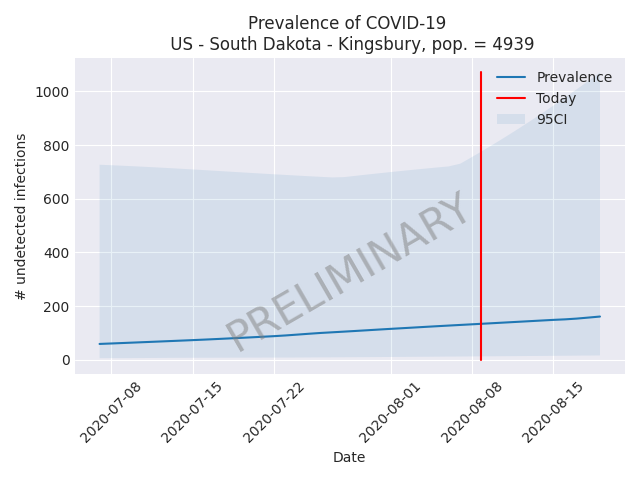 Prevalence of COVID-19
US - South Dakota - Kingsbury, pop. = 4939
Prevalence
Today
95CI
# undetected infections
1000
800
600
400
200
0
PRELIMINARY
2020-07-08
2020-07-15
2020-07-22
2020-08-01
2020-08-08
2020-08-15
Date